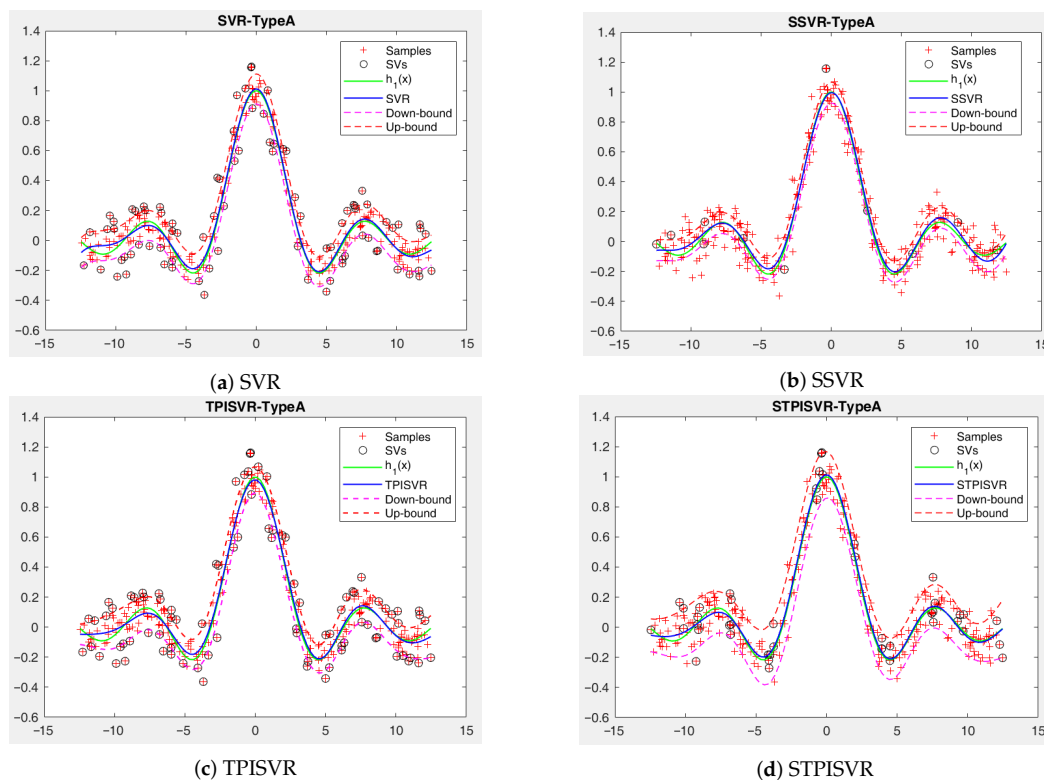 SVR-TypeA
1.4
1.2
1
0.8
0.6
0.4
0.2
0
−0.2
−0.4
−0.6
−15
−10
−5
0
5
10
15
Samples
SVs
h1(x)
SVR
Down-bound
Up-bound
(a) SVR
SSVR-TypeA
1.4
1.2
1
0.8
0.6
0.4
0.2
0
−0.2
−0.4
−0.6
−15
−10
−5
0
5
10
15
Samples
SVs
h1(x)
SSVR
Down-bound
Up-bound
(b) SSVR
TPISVR-TypeA
1.4
1.2
1
0.8
0.6
0.4
0.2
0
−0.2
−0.4
−0.6
−15
−10
−5
0
5
10
15
Samples
SVs
h1(x)
TPISVR
Down-bound
Up-bound
(c) TPISVR
STPISVR-TypeA
1.4
1.2
1
0.8
0.6
0.4
0.2
0
−0.2
−0.4
−0.6
−15
−10
−5
0
5
10
15
Samples
SVs
h1(x)
STPISVR
Down-bound
Up-bound
(d) STPISVR